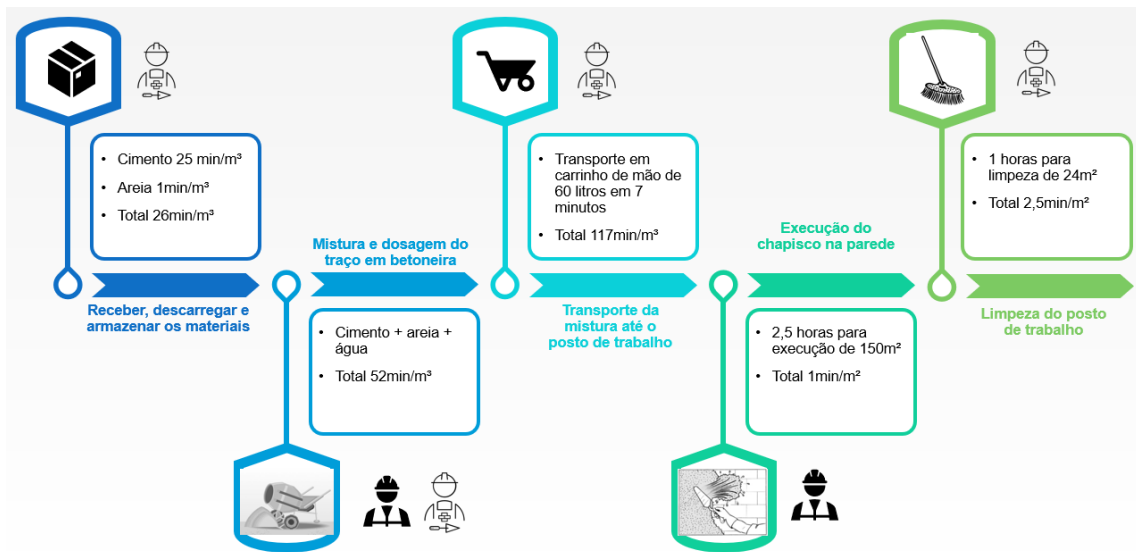 • Cimento 25 min/m³
• Areia 1min/m³
• Total 26min/m³
Receber, descarregar e
armazenar os materiais
Mistura e dosagem do
traço em betoneira
• Cimento + areia +
água
• Total 52min/m³
• Transporte em
carrinho de mão de
60 litros em 7
minutos
• Total 117min/m³
Transporte da
mistura até o
posto de trabalho
Execução do
chapisco na parede
• 2,5 horas para
execução de 150m²
• Total 1min/m²
• 1 horas para
limpeza de 24m²
• Total 2,5min/m²
Limpeza do posto
de trabalho